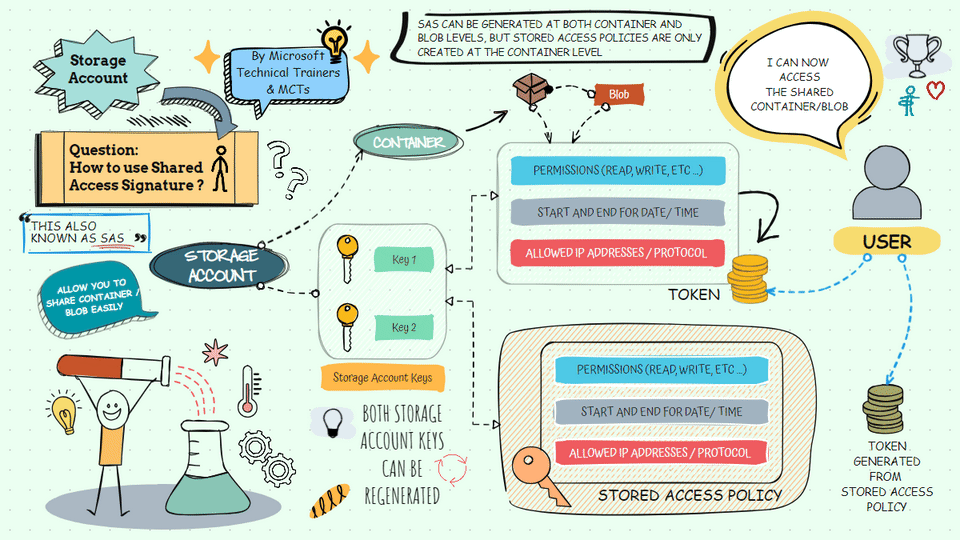 Storage
Account
By Microsoft
Technical Trainers
& MCTs
SAS CAN BE GENERATED AT BOTH CONTAINER AND
BLOB LEVELS, BUT STORED ACCESS POLICIES ARE ONLY
CREATED AT THE CONTAINER LEVEL
I CAN NOW
ACCESS
THE SHARED
CONTAINER/BLOB
Question:
How to use Shared
Access Signature ?
CONTAINER
Blob
"THIS ALSO
KNOWN AS SAS "
STORAGE
ACCOUNT
ALLOW YOU TO
SHARE CONTAINER /
BLOB EASILY
Key 1
Key 2
Storage Account Keys
BOTH STORAGE
ACCOUNT KEYS
CAN BE
REGENERATED
PERMISSIONS (READ, WRITE, ETC ...)
START AND END FOR DATE/ TIME
ALLOWED IP ADDRESSES / PROTOCOL
TOKEN
USER
PERMISSIONS (READ, WRITE, ETC ...)
START AND END FOR DATE/ TIME
ALLOWED IP ADDRESSES / PROTOCOL
STORED ACCESS POLICY
TOKEN
GENERATED
FROM
STORED ACCESS
POLICY